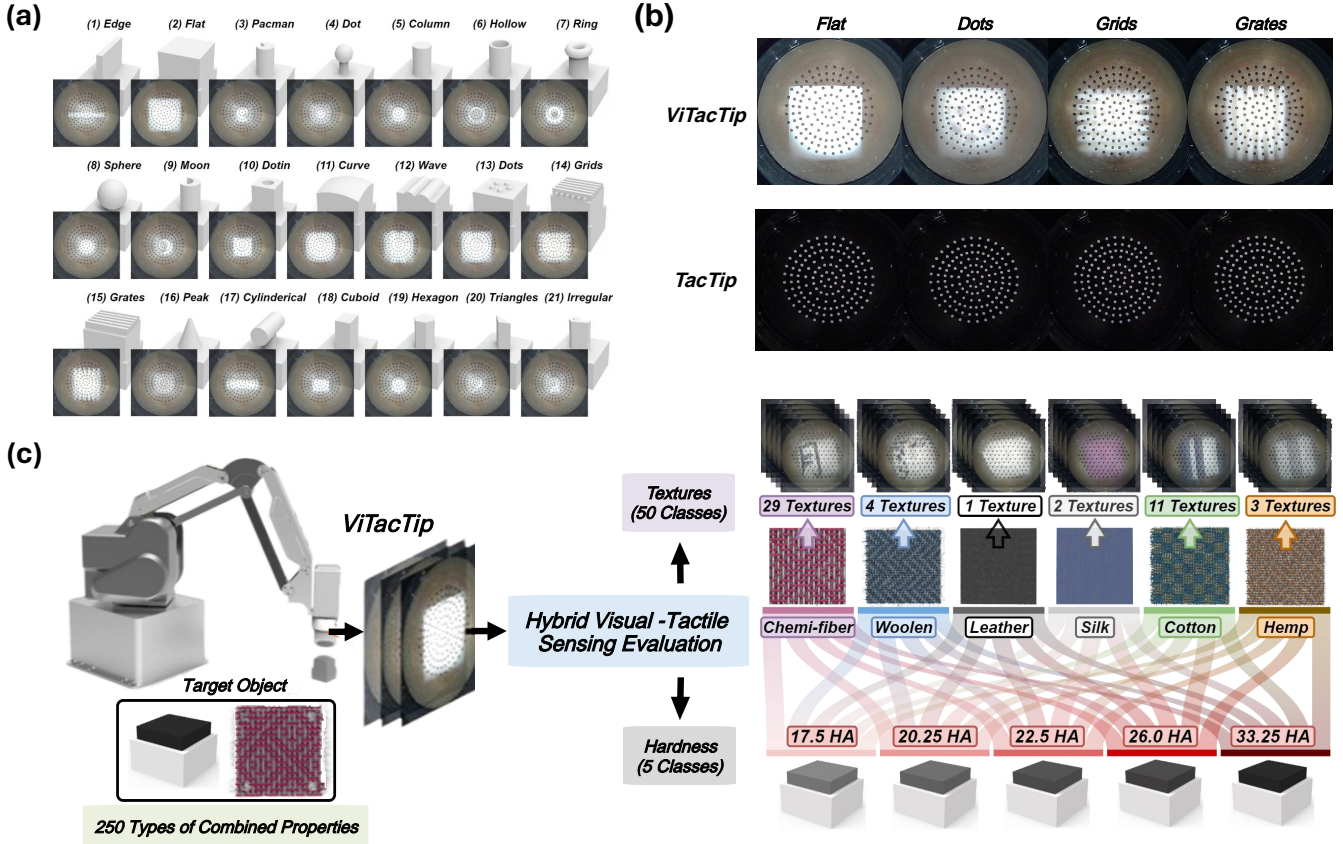 (a)
(1) Edge
(2) Flat
(3) Pacman
(4) Dot
(5) Column
(6) Hollow
(7) Ring
(8) Sphere
(9) Moon
(10) Dotin
(11) Curve
(12) Wave
(13) Dots
(14) Grids
(15) Grates
(16) Peak
(17) Cylinderical
(18) Cuboid
(19) Hexagon
(20) Triangles
(21) Irregular
(b)
Flat
Dots
Grids
Grates
ViTacTip
TacTip
(c)
ViTacTip
Target Object
250 Types of Combined Properties
Textures
(50 Classes)
Hybrid Visual -Tactile
Sensing Evaluation
Hardness
(5 Classes)
29 Textures
4 Textures
1 Texture
2 Textures
11 Textures
3 Textures
Chemi-fiber
Woolen
Leather
Silk
Cotton
Hemp
17.5 HA
20.25 HA
22.5 HA
26.0 HA
33.25 HA